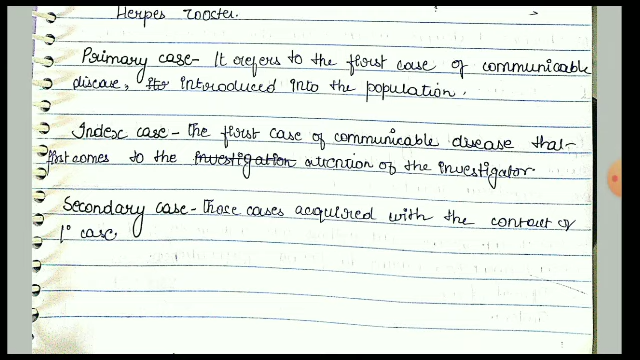 Herpes zooster.
Primary case - It refers to the first case of communicable
disease, introduced into the population.
Index case - The first case of communicable disease that
first comes to the investigation attention of the investigator
Secondary case - Those cases acquired with the contact of
1° case